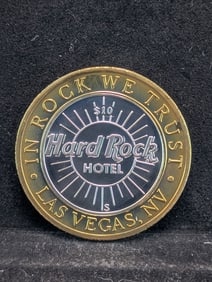 IN ROCK WE TRUST
$10
Hard Rock
HOTEL
S
LAS VEGAS, NV